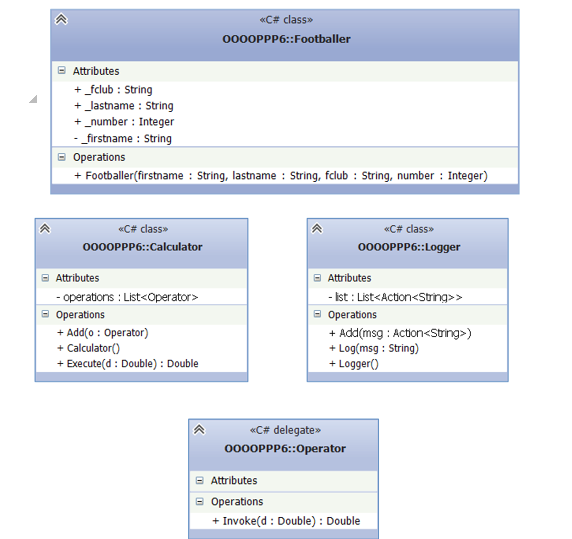 «C# class»
OOOOPPP6::Footballer
Attributes
+ _fclub : String
+ _lastname : String
+ _number : Integer
- _firstname : String
Operations
+ Footballer(firstname : String, lastname : String, fclub : String, number : Integer)
«C# class»
OOOOPPP6::Calculator
Attributes
- operations : List<Operator>
Operations
+ Add(o : Operator)
+ Calculator()
+ Execute(d : Double) : Double
«C# class»
OOOOPPP6::Logger
Attributes
- list : List<Action<String>>
Operations
+ Add(msg : Action<String>)
+ Log(msg : String)
+ Logger()
«C# delegate»
OOOOPPP6::Operator
Attributes
Operations
+ Invoke(d : Double) : Double